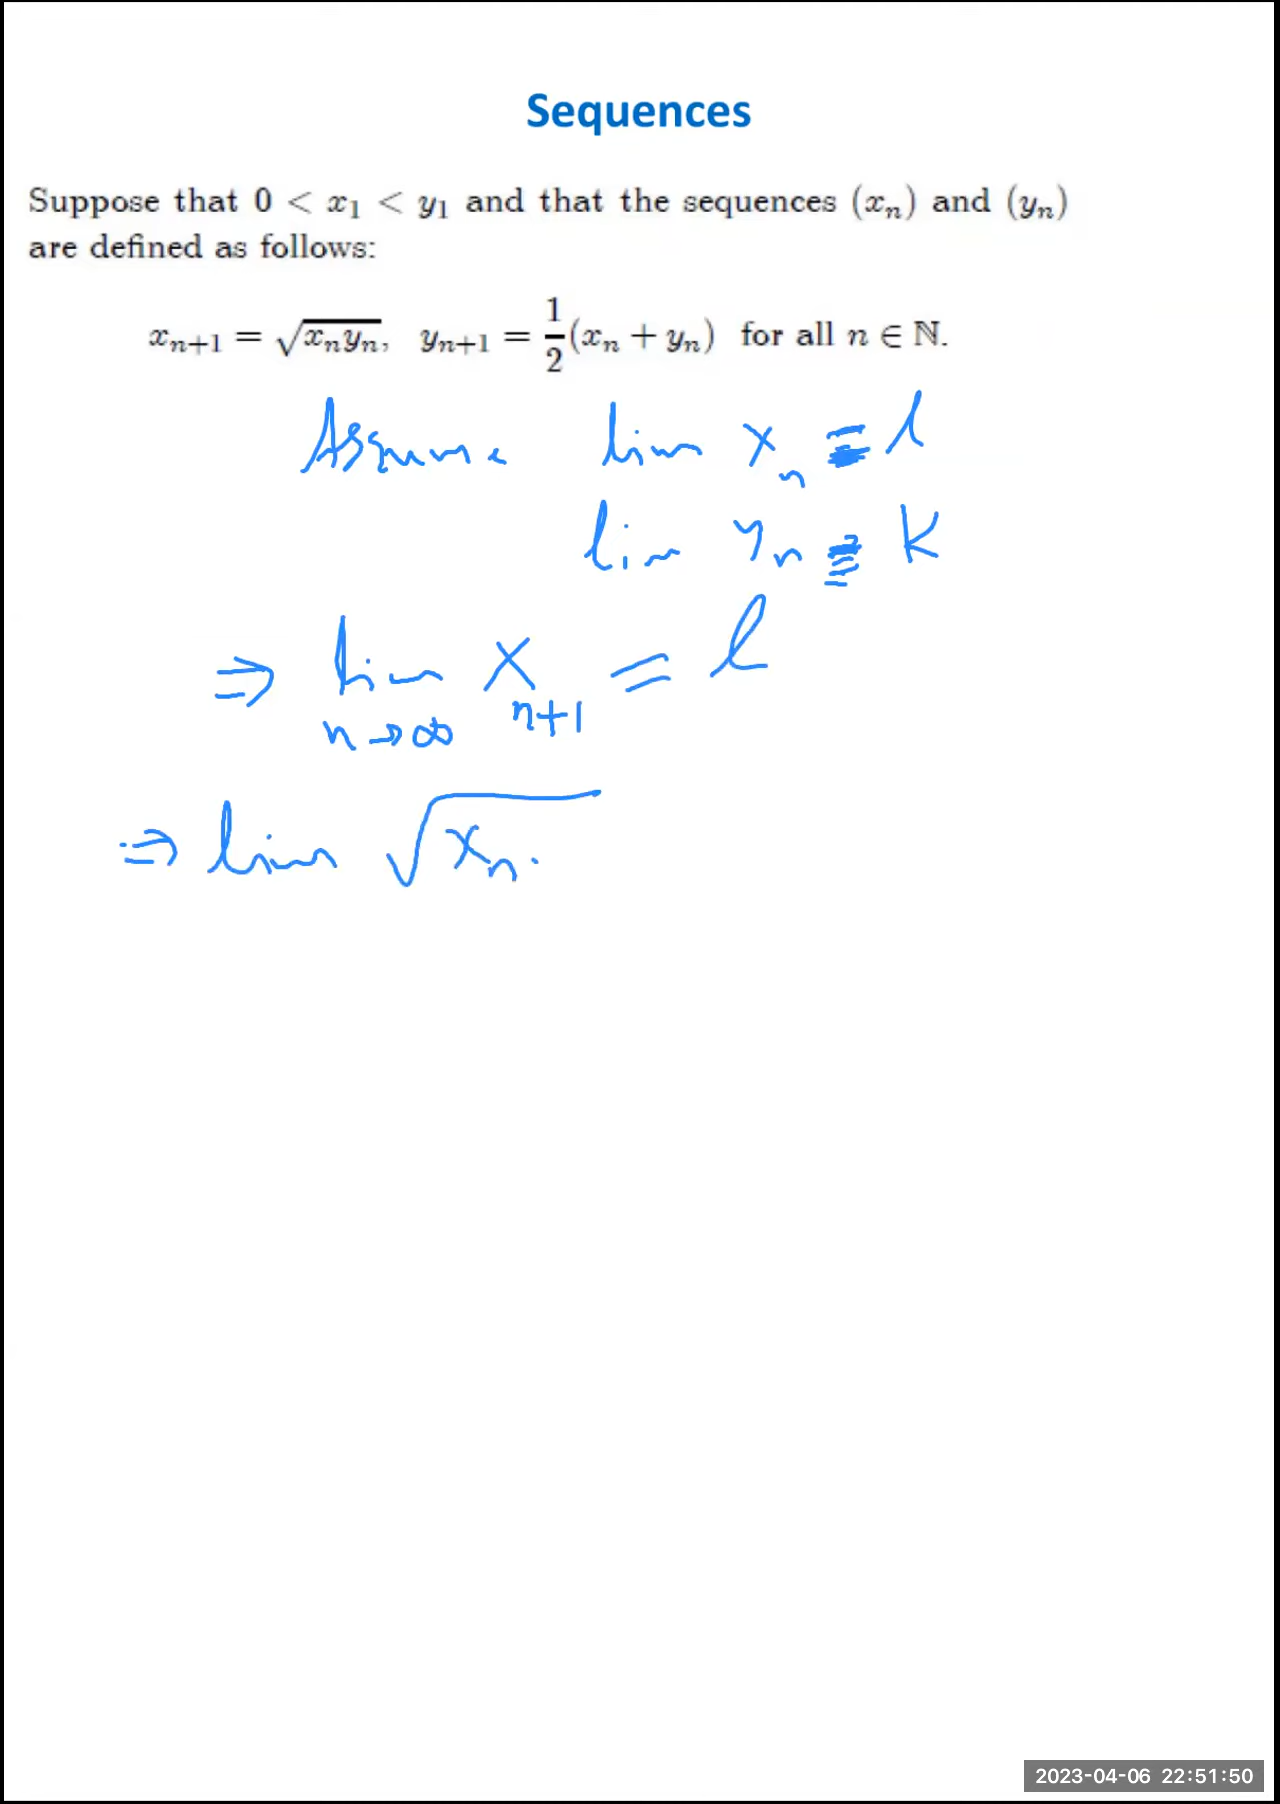 Sequences
Suppose that 0 < x₁ < y₁ and that the sequences (xₙ) and (yₙ)
are defined as follows:
xₙ₊₁ = √(xₙyₙ), yₙ₊₁ = 1/2 (xₙ + yₙ) for all n ∈ ℕ.
Assume lim xₙ = l
lim yₙ = k
⇒ lim n→∞ xₙ₊₁ = l
⇒ lim √xₙ.
2023-04-06 22:51:50